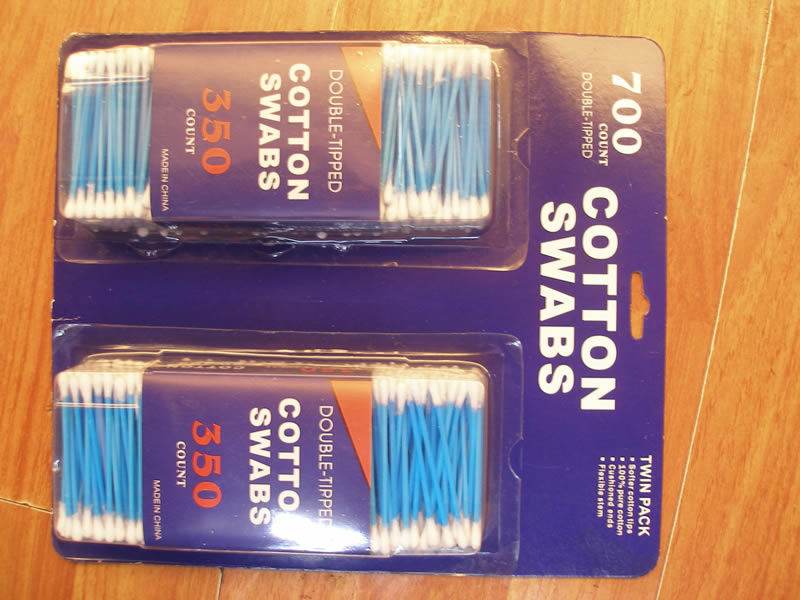 700
COUNT
DOUBLE-TIPPED
COTTON
SWABS
TWIN PACK
• Softer cotton tips
• 100% pure cotton
• Cushioned ends
• Flexible stem
DOUBLE-TIPPED
COTTON
SWABS
350
COUNT
MADE IN CHINA
DOUBLE-TIPPED
COTTO
SWABS
350
COUNT
MADE IN CHINA